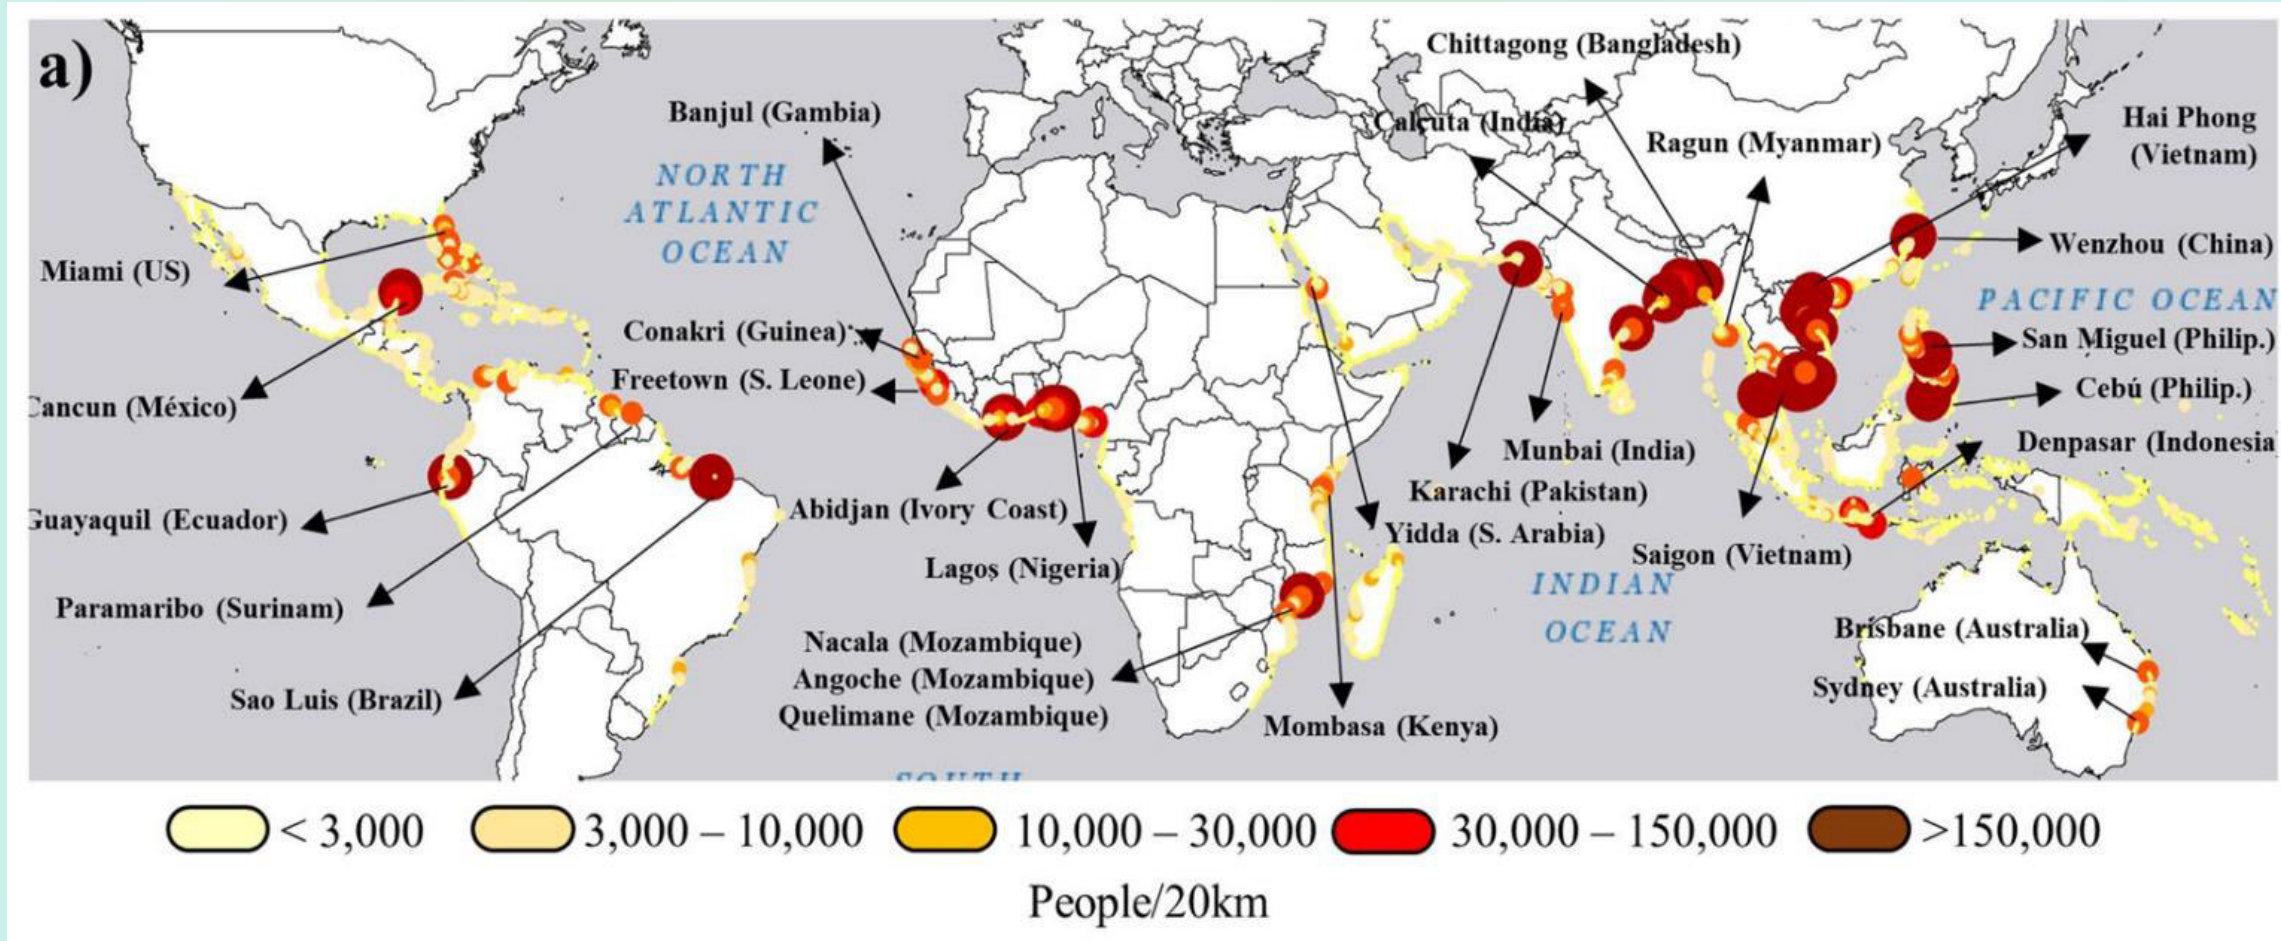 a)
Chittagong (Bangladesh)
Banjul (Gambia)
Calcuta (India)
Ragun (Myanmar)
Hai Phong
(Vietnam)
NORTH
ATLANTIC
OCEAN
Miami (US)
Wenzhou (China)
PACIFIC OCEAN
Conakri (Guinea)
San Miguel (Philip.)
Freetown (S. Leone)
Cebú (Philip.)
Cancun (México)
Munbai (India)
Denpasar (Indonesia
Karachi (Pakistan)
Guayaquil (Ecuador)
Abidjan (Ivory Coast)
Yidda (S. Arabia)
Saigon (Vietnam)
Lagos (Nigeria)
INDIAN
OCEAN
Paramaribo (Surinam)
Nacala (Mozambique)
Angoche (Mozambique)
Quelimane (Mozambique)
Brisbane (Australia)
Sydney (Australia)
Sao Luis (Brazil)
Mombasa (Kenya)
SOUTH
< 3,000
3,000 – 10,000
10,000 – 30,000
30,000 – 150,000
>150,000
People/20km